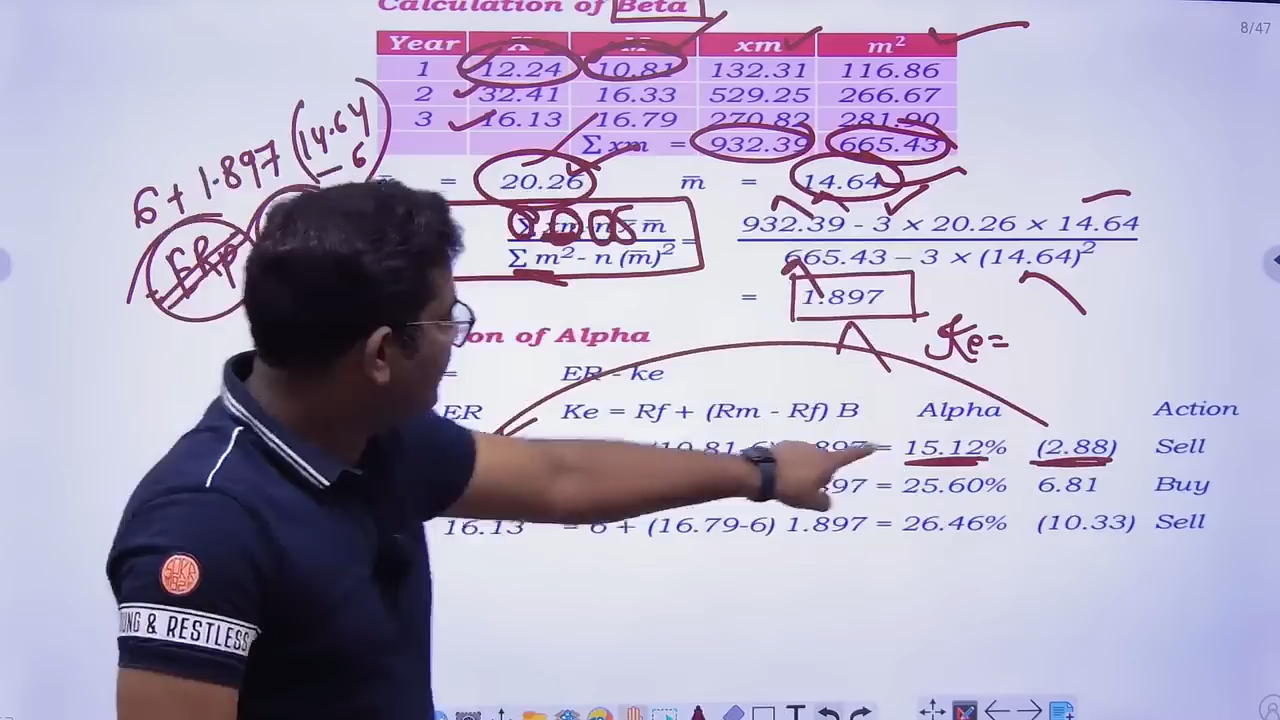 Calculation of Beta
8/47
Year X M xm m²
1 12.24 10.81 132.31 116.86
2 32.41 16.33 529.25 266.67
3 16.13 16.79 270.82 281.90
∑ xm = 932.39 665.43
6 + 1.897 (14.64 - 6)
= 20.26 m̄ = 14.64
ERP
m̄
∑ m² - n (m̄)² = 932.39 - 3 × 20.26 × 14.64
665.43 – 3 × (14.64)²
= 1.897
Ke=
on of Alpha
= ER - ke
ER Ke = Rf + (Rm - Rf) B Alpha Action
897 = 15.12% (2.88) Sell
897 = 25.60% 6.81 Buy
16.13 = 6 + (16.79-6) 1.897 = 26.46% (10.33) Sell
UNG & RESTLESS